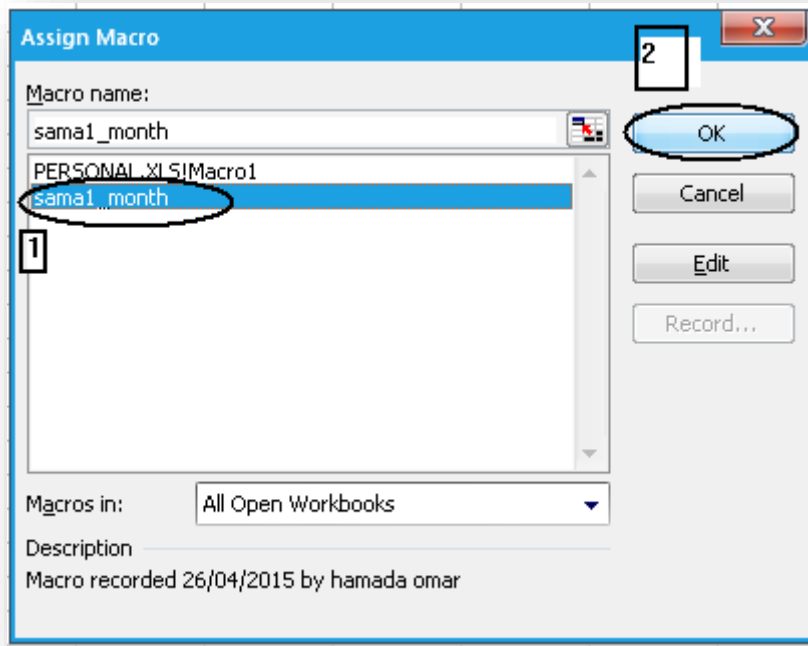 Assign Macro
2
Macro name:
sama1_month
OK
PERSONAL.XLS!Macro1
sama1_month
Cancel
1
Edit
Record...
Macros in:
All Open Workbooks
Description
Macro recorded 26/04/2015 by hamada omar